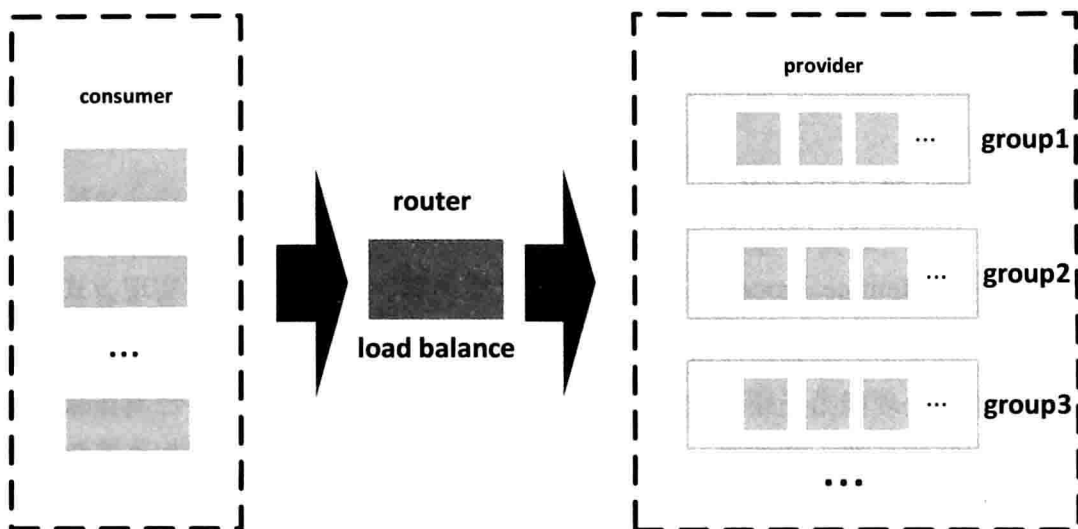 consumer
...
router
load balance
provider
... group1
... group2
... group3
...